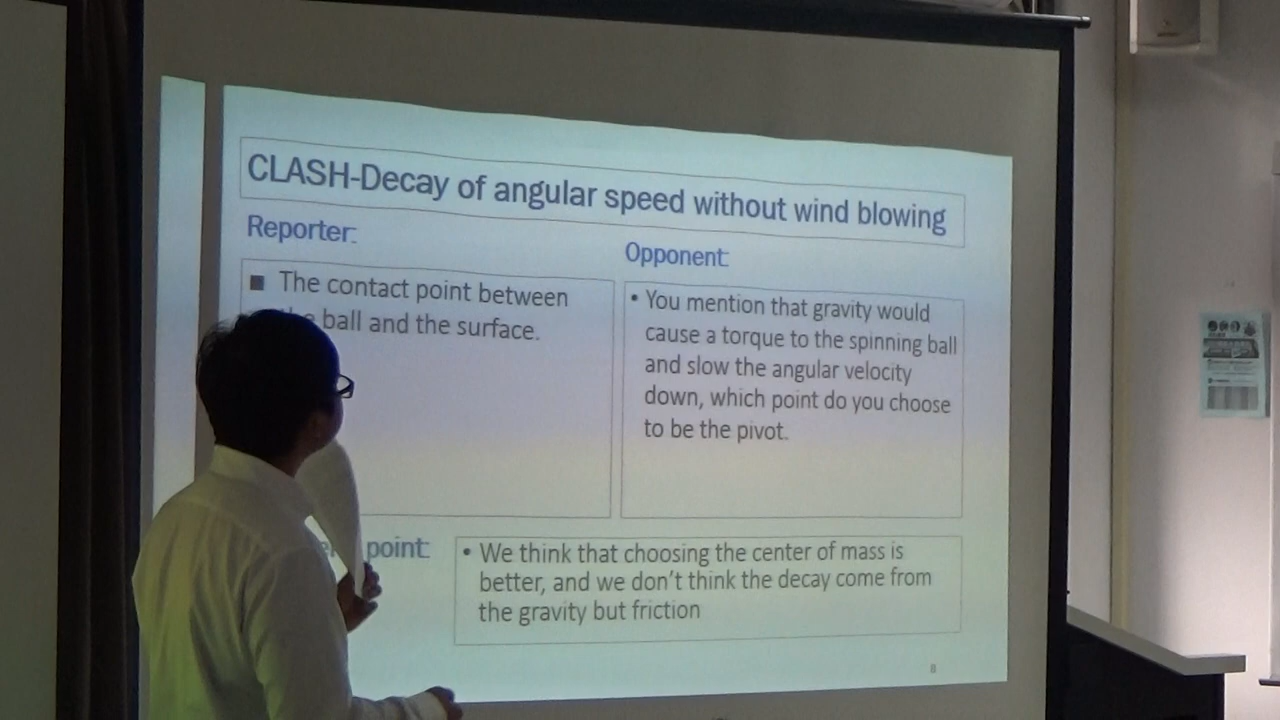 CLASH-Decay of angular speed without wind blowing
Reporter:
■ The contact point between
ball and the surface.
Opponent:
• You mention that gravity would
cause a torque to the spinning ball
and slow the angular velocity
down, which point do you choose
to be the pivot.
point:
• We think that choosing the center of mass is
better, and we don't think the decay come from
the gravity but friction
8